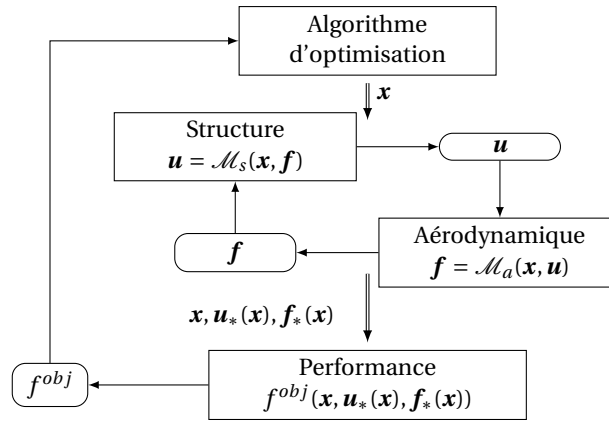 Algorithme
d'optimisation
x
Structure
u = ℳₛ(x, f)
u
f
Aérodynamique
f = ℳₐ(x, u)
x, u∗(x), f∗(x)
Performance
f^{obj}(x, u∗(x), f∗(x))
f^{obj}